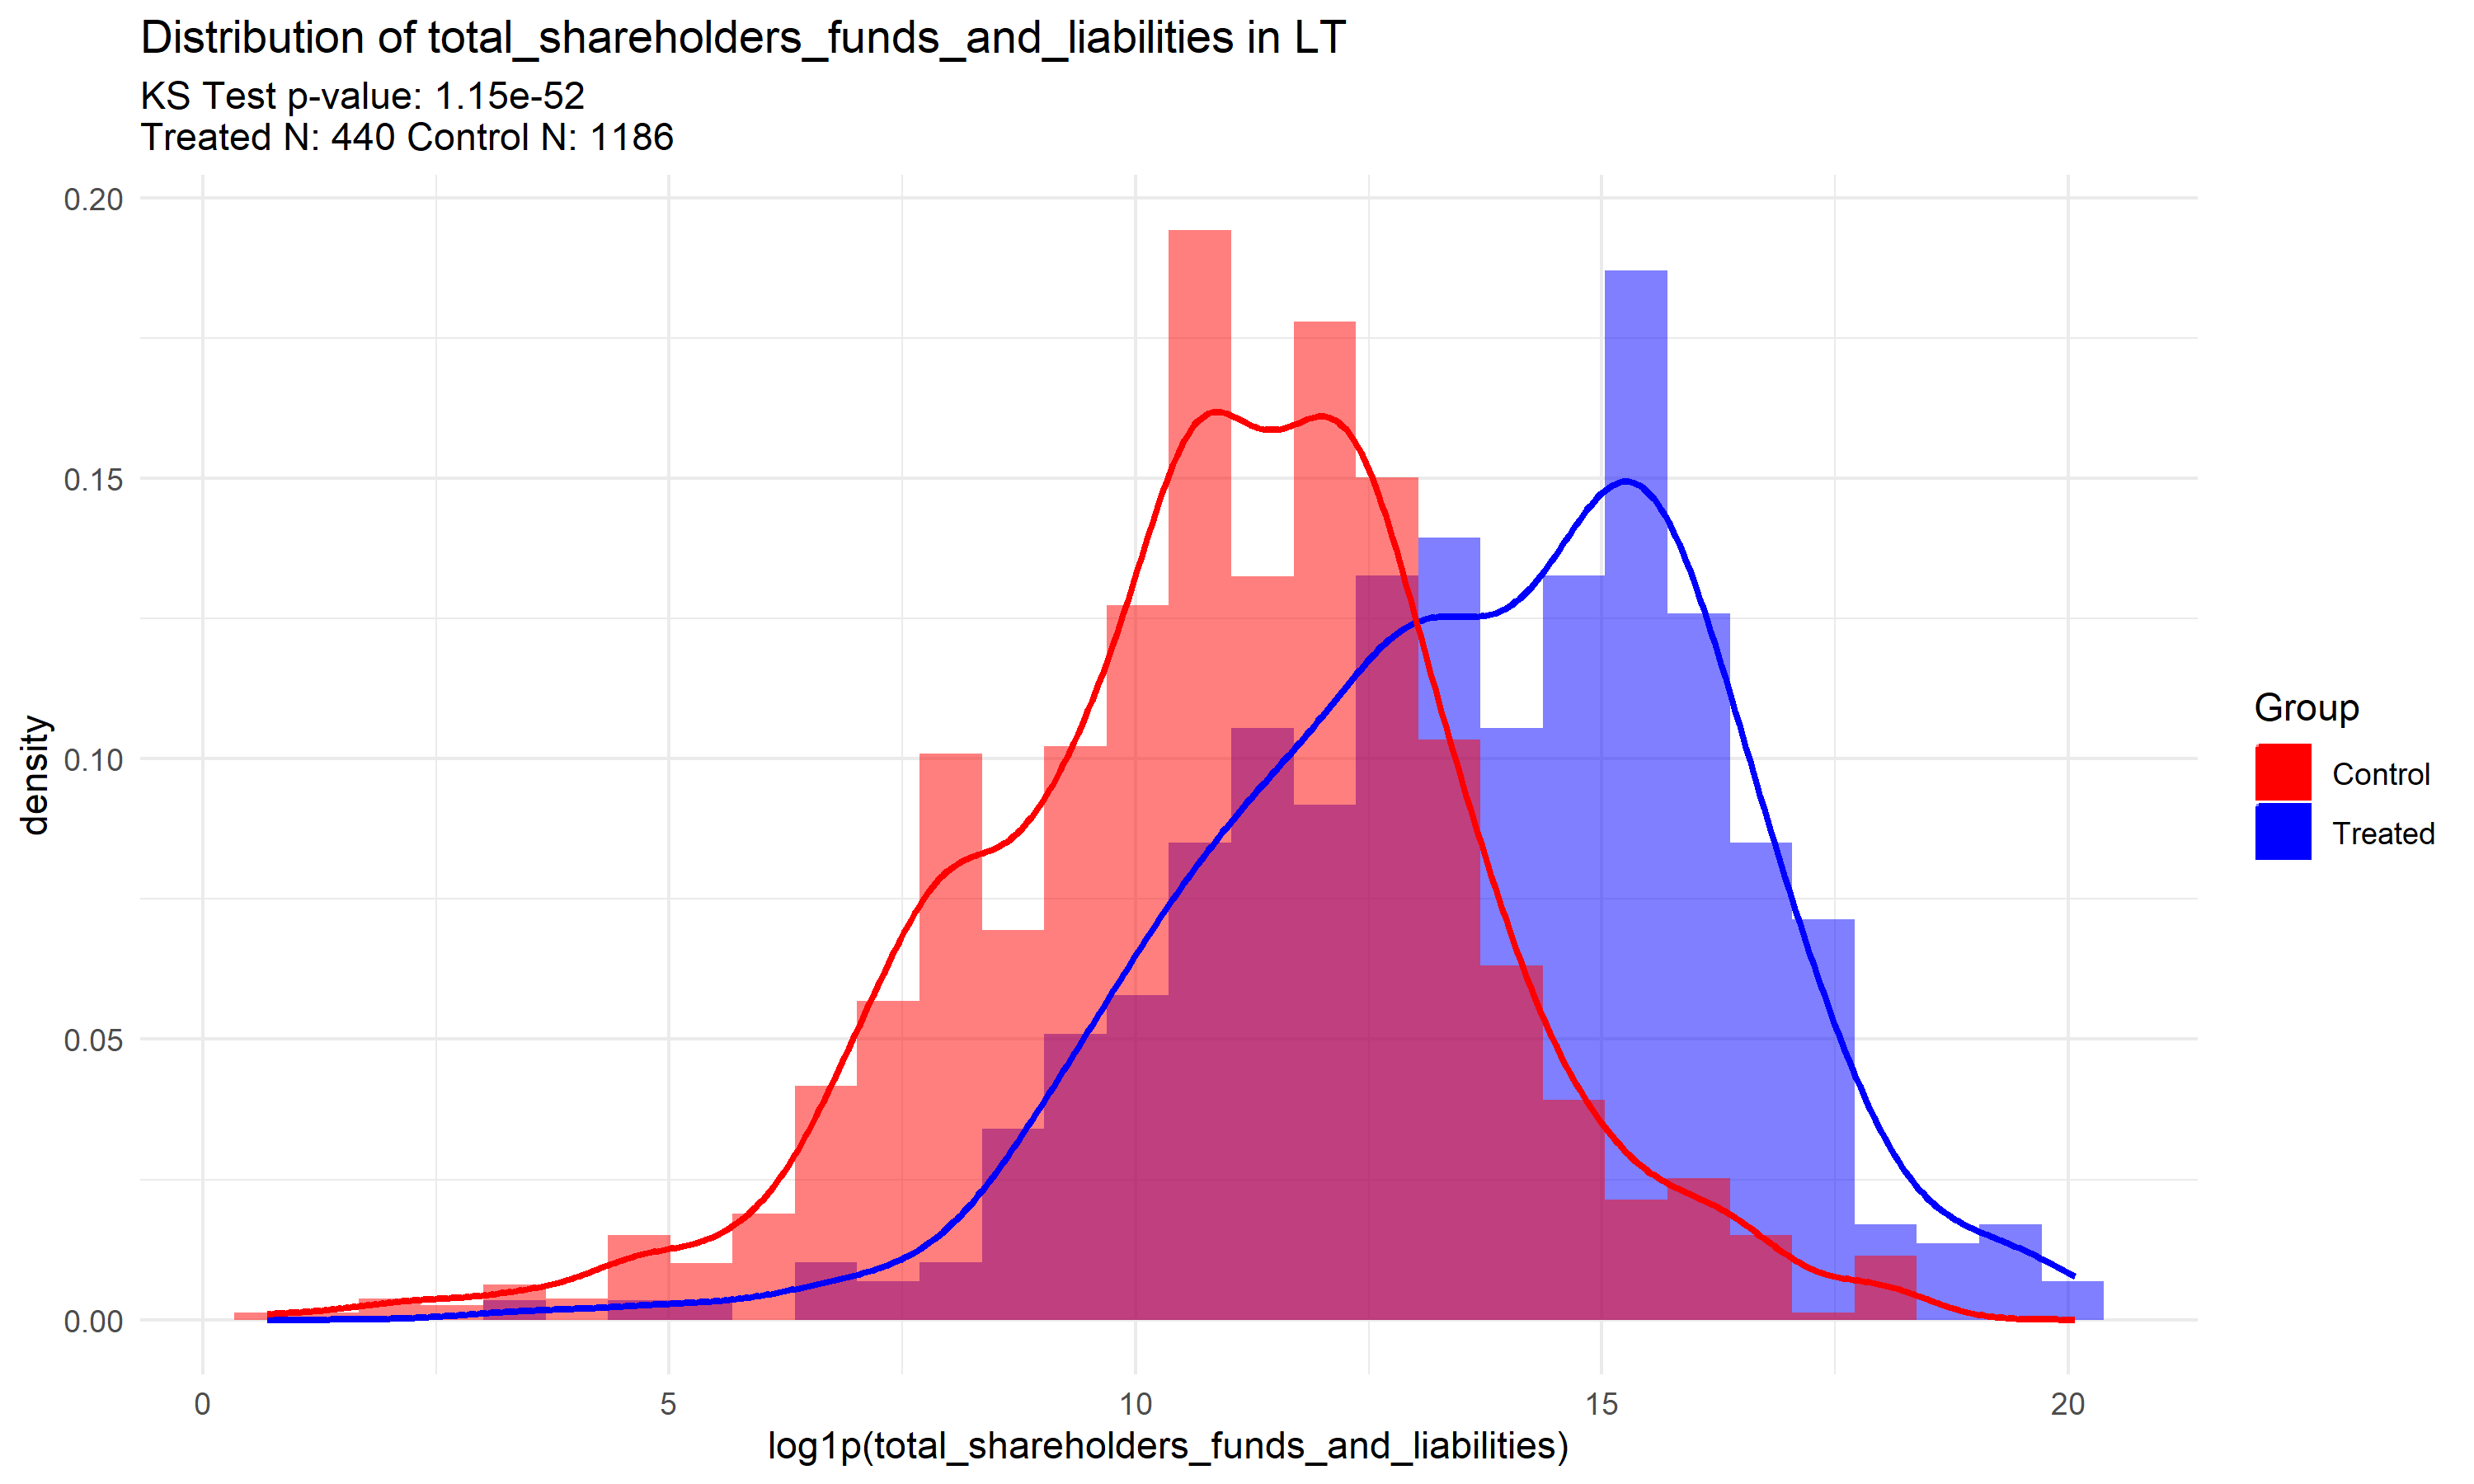 Distribution of total_shareholders_funds_and_liabilities in LT
KS Test p-value: 1.15e-52
Treated N: 440 Control N: 1186
0.20
0.15
0.10
0.05
0.00
density
0 5 10 15 20
log1p(total_shareholders_funds_and_liabilities)
Group
Control
Treated